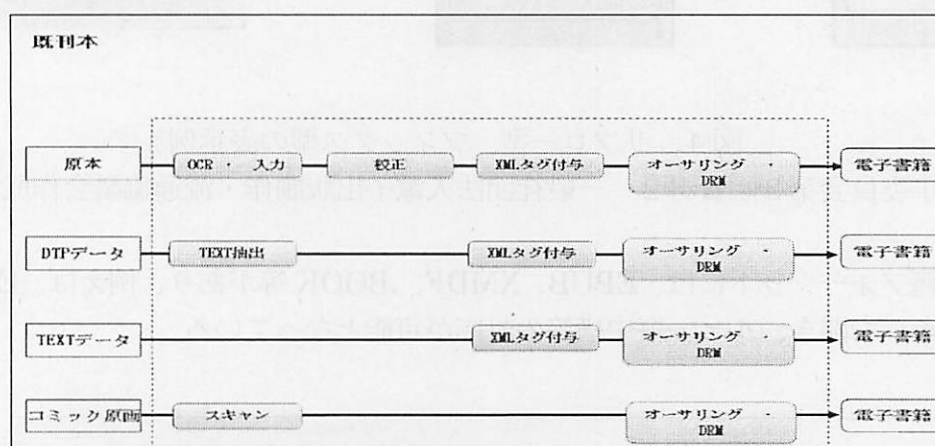 既刊本
原本
OCR ・ 入力
校正
XMLタグ付与
オーサリング ・
DRM
電子書籍
DTPデータ
TEXT抽出
XMLタグ付与
オーサリング ・
DRM
電子書籍
TEXTデータ
XMLタグ付与
オーサリング ・
DRM
電子書籍
コミック原画
スキャン
オーサリング ・
DRM
電子書籍